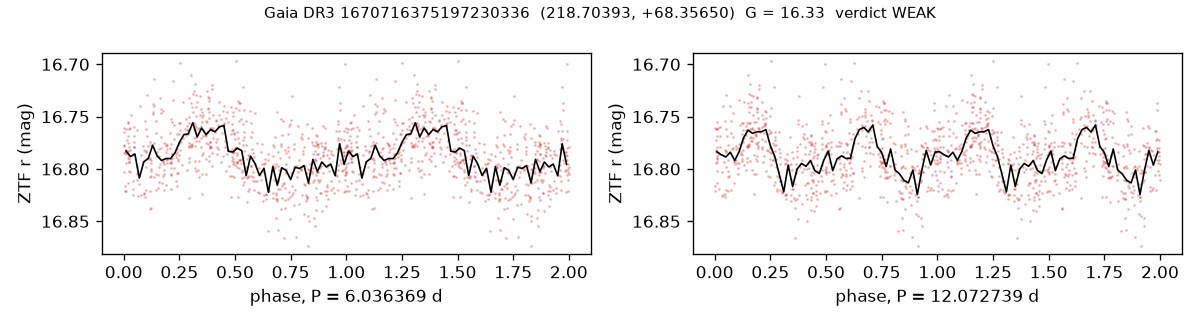 Gaia DR3 1670716375197230336 (218.70393, +68.35650) G = 16.33 verdict WEAK
ZTF r (mag)
16.70
16.75
16.80
16.85
0.00 0.25 0.50 0.75 1.00 1.25 1.50 1.75 2.00
phase, P = 6.036369 d
ZTF r (mag)
16.70
16.75
16.80
16.85
0.00 0.25 0.50 0.75 1.00 1.25 1.50 1.75 2.00
phase, P = 12.072739 d